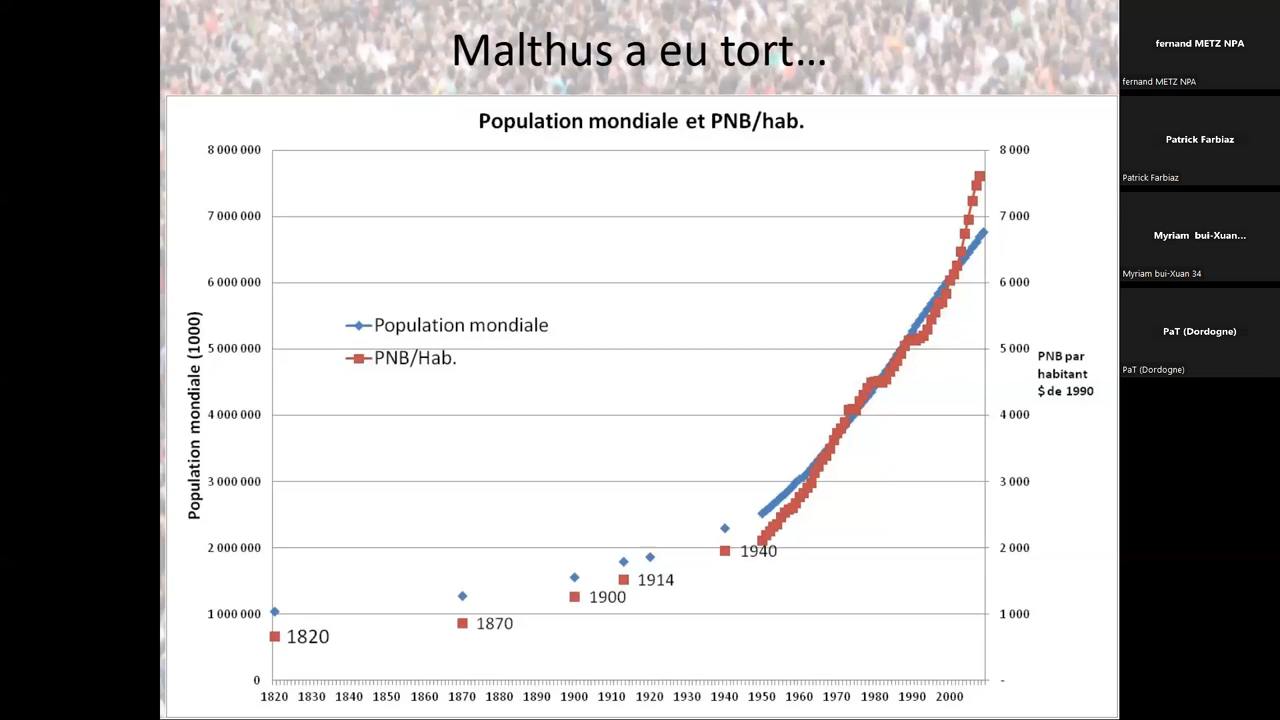 Malthus a eu tort...
Population mondiale et PNB/hab.
8 000 000
7 000 000
6 000 000
5 000 000
4 000 000
3 000 000
2 000 000
1 000 000
0
Population mondiale (1000)
Population mondiale
PNB/Hab.
1820
1870
1900
1914
1940
8 000
7 000
6 000
5 000
4 000
3 000
2 000
1 000
-
PNB par
habitant
$ de 1990
1820 1830 1840 1850 1860 1870 1880 1890 1900 1910 1920 1930 1940 1950 1960 1970 1980 1990 2000
fernand METZ NPA
fernand METZ NPA
Patrick Farbiaz
Patrick Farbiaz
Myriam bui-Xuan...
Myriam bui-Xuan 34
PaT (Dordogne)
PaT (Dordogne)